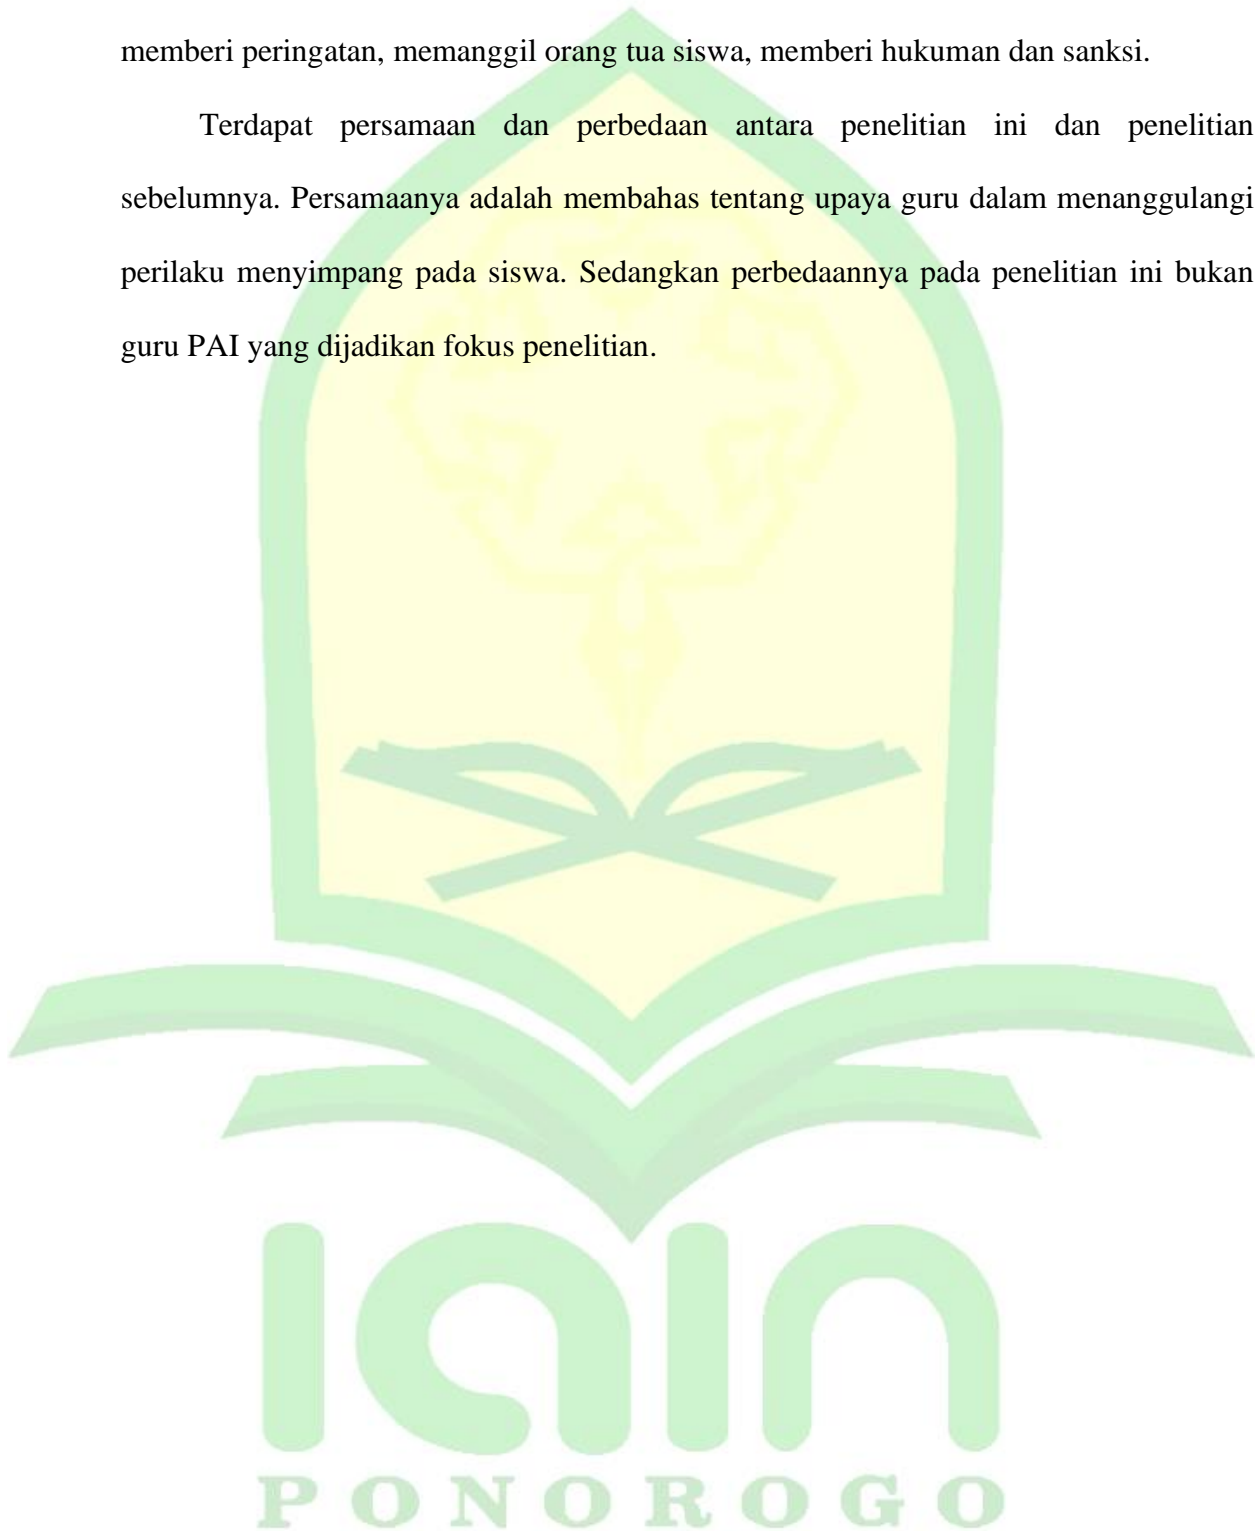 memberi peringatan, memanggil orang tua siswa, memberi hukuman dan sanksi.
Terdapat persamaan dan perbedaan antara penelitian ini dan penelitian
sebelumnya. Persamaanya adalah membahas tentang upaya guru dalam menanggulangi
perilaku menyimpang pada siswa. Sedangkan perbedaannya pada penelitian ini bukan
guru PAI yang dijadikan fokus penelitian.
iain
PONOROGO